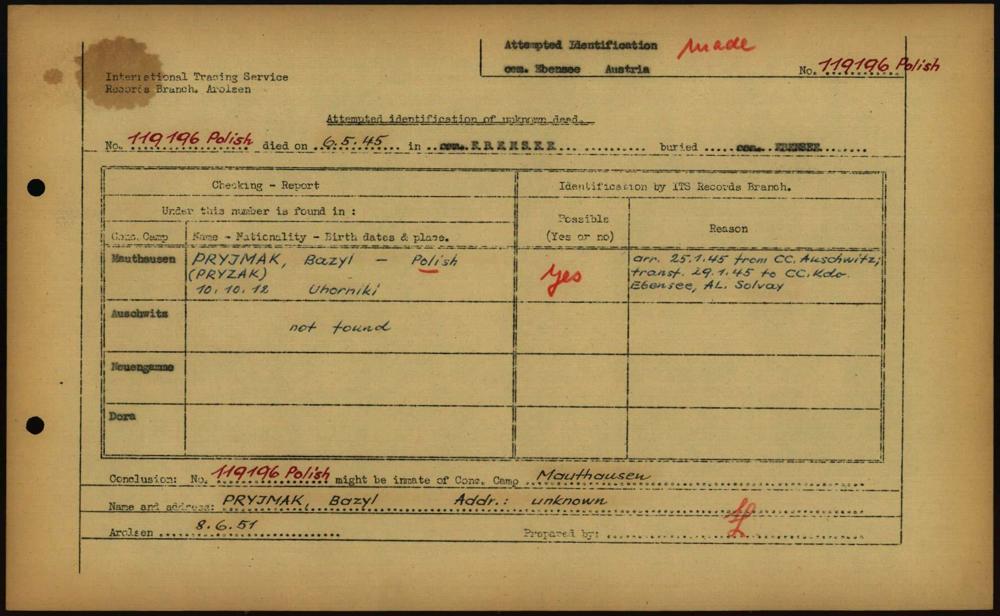 Attempted Identification made
cem. Ebensee Austria No. 119196 Polish
International Tracing Service
Records Branch, Arolsen
Attempted identification of unknown dead.
No. 119196 Polish died on 6.5.45 in cem. EBENSEE buried cem. EBENSEE
Checking - Report Identification by ITS Records Branch.
Under this number is found in :
Possible
(Yes or no) Reason
Conc. Camp Name - Nationality - Birth dates & place.
Mauthausen PRYJMAK, Bazyl – Polish
(PRYZAK)
10.10.12 Uhorniki
Yes
arr. 25.1.45 from CC. Auschwitz;
transf. 29.1.45 to CC. Kdo.
Ebensee, AL. Solvay
Auschwitz not found
Neuengamme
Dora
Conclusion: No. 119196 Polish might be inmate of Conc. Camp Mauthausen
Name and address: PRYJMAK, Bazyl Addr.: unknown
Arolsen 8.6.51 Prepared by: